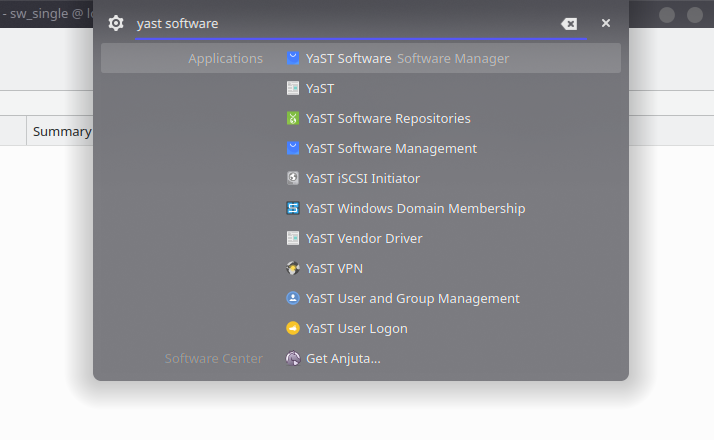 - sw_single @ l
yast software
Applications YaST Software Software Manager
YaST
YaST Software Repositories
Summary
YaST Software Management
YaST iSCSI Initiator
YaST Windows Domain Membership
YaST Vendor Driver
YaST VPN
YaST User and Group Management
YaST User Logon
Software Center Get Anjuta...